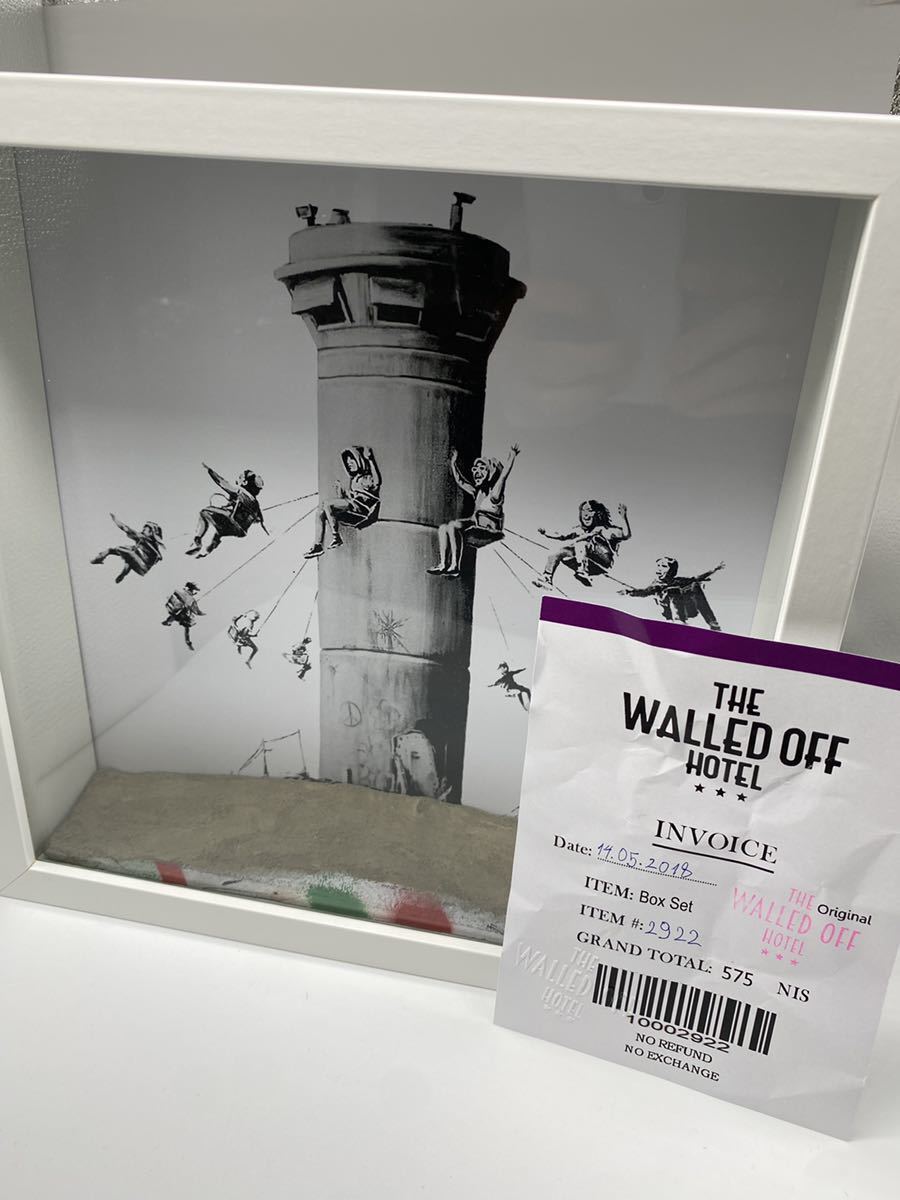 THE
WALLED OFF
HOTEL
INVOICE
Date: 14.05.2018
ITEM: Box Set
ITEM #: 2922
GRAND TOTAL: 575 NIS
THE
WALLED OFF
HOTEL
Original
THE
WALLED
HOTEL
10002922
NO REFUND
NO EXCHANGE